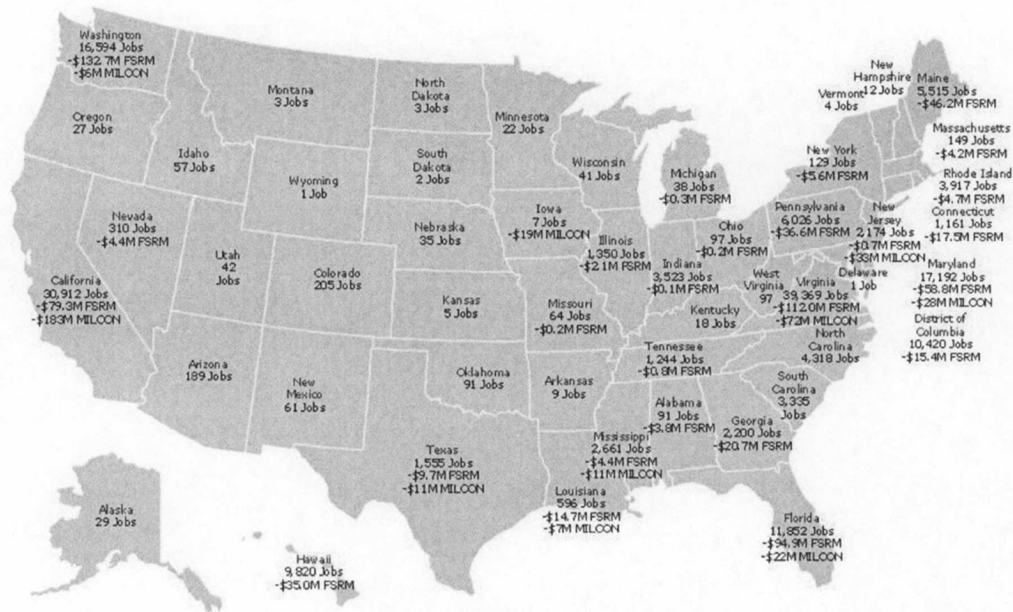 Washington
16,594 Jobs
-$132.7M FSRM
-$6M MILCON
Oregon
27 Jobs
Idaho
57 Jobs
Montana
3 Jobs
Wyoming
1 Job
North
Dakota
3 Jobs
South
Dakota
2 Jobs
Minnesota
22 Jobs
Wisconsin
41 Jobs
Michigan
38 Jobs
-$0.3M FSRM
New
Hampshire
12 Jobs
Vermont
4 Jobs
Maine
5,515 Jobs
-$46.2M FSRM
Massachusetts
149 Jobs
-$4.2M FSRM
New York
129 Jobs
-$5.6M FSRM
Rhode Island
3,917 Jobs
-$4.7M FSRM
Connecticut
1,161 Jobs
-$17.5M FSRM
Pennsylvania
6,026 Jobs
-$36.6M FSRM
New
Jersey
2,174 Jobs
-$0.7M FSRM
-$33M MILCON
Nevada
310 Jobs
-$4.4M FSRM
California
30,912 Jobs
-$79.3M FSRM
-$183M MILCON
Utah
42
Jobs
Colorado
205 Jobs
Nebraska
35 Jobs
Kansas
5 Jobs
Iowa
7 Jobs
-$19M MILCON
Missouri
64 Jobs
-$0.2M FSRM
Illinois
1,350 Jobs
-$2.1M FSRM
Indiana
3,523 Jobs
-$0.1M FSRM
Ohio
97 Jobs
-$0.2M FSRM
West
Virginia
97
Virginia
39,369 Jobs
-$112.0M FSRM
-$72M MILCON
Delaware
1 Job
Maryland
17,192 Jobs
-$58.8M FSRM
-$28M MILCON
District of
Columbia
10,420 Jobs
-$15.4M FSRM
Kentucky
18 Jobs
Tennessee
1,244 Jobs
-$0.8M FSRM
North
Carolina
4,318 Jobs
South
Carolina
3,335
Jobs
Arizona
189 Jobs
New
Mexico
61 Jobs
Oklahoma
91 Jobs
Arkansas
9 Jobs
Texas
1,555 Jobs
-$9.7M FSRM
-$11M MILCON
Louisiana
596 Jobs
-$14.7M FSRM
-$7M MILCON
Mississippi
2,661 Jobs
-$4.4M FSRM
-$11M MILCON
Alabama
91 Jobs
-$3.8M FSRM
Georgia
2,200 Jobs
-$20.7M FSRM
Florida
11,852 Jobs
-$94.9M FSRM
-$22M MILCON
Alaska
29 Jobs
Hawaii
9,820 Jobs
-$35.0M FSRM